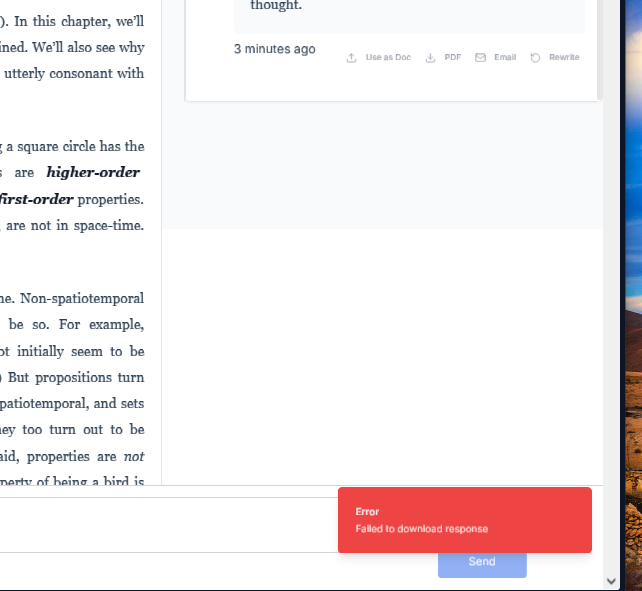 ). In this chapter, we'll
ined. We'll also see why
utterly consonant with
a square circle has the
are higher-order
first-order properties.
are not in space-time.
ne. Non-spatiotemporal
be so. For example,
ot initially seem to be
) But propositions turn
patiotemporal, and sets
ney too turn out to be
aid, properties are not
perty of being a bird is
thought.
3 minutes ago
Use as Doc
PDF
Email
Rewrite
Error
Failed to download response
Send